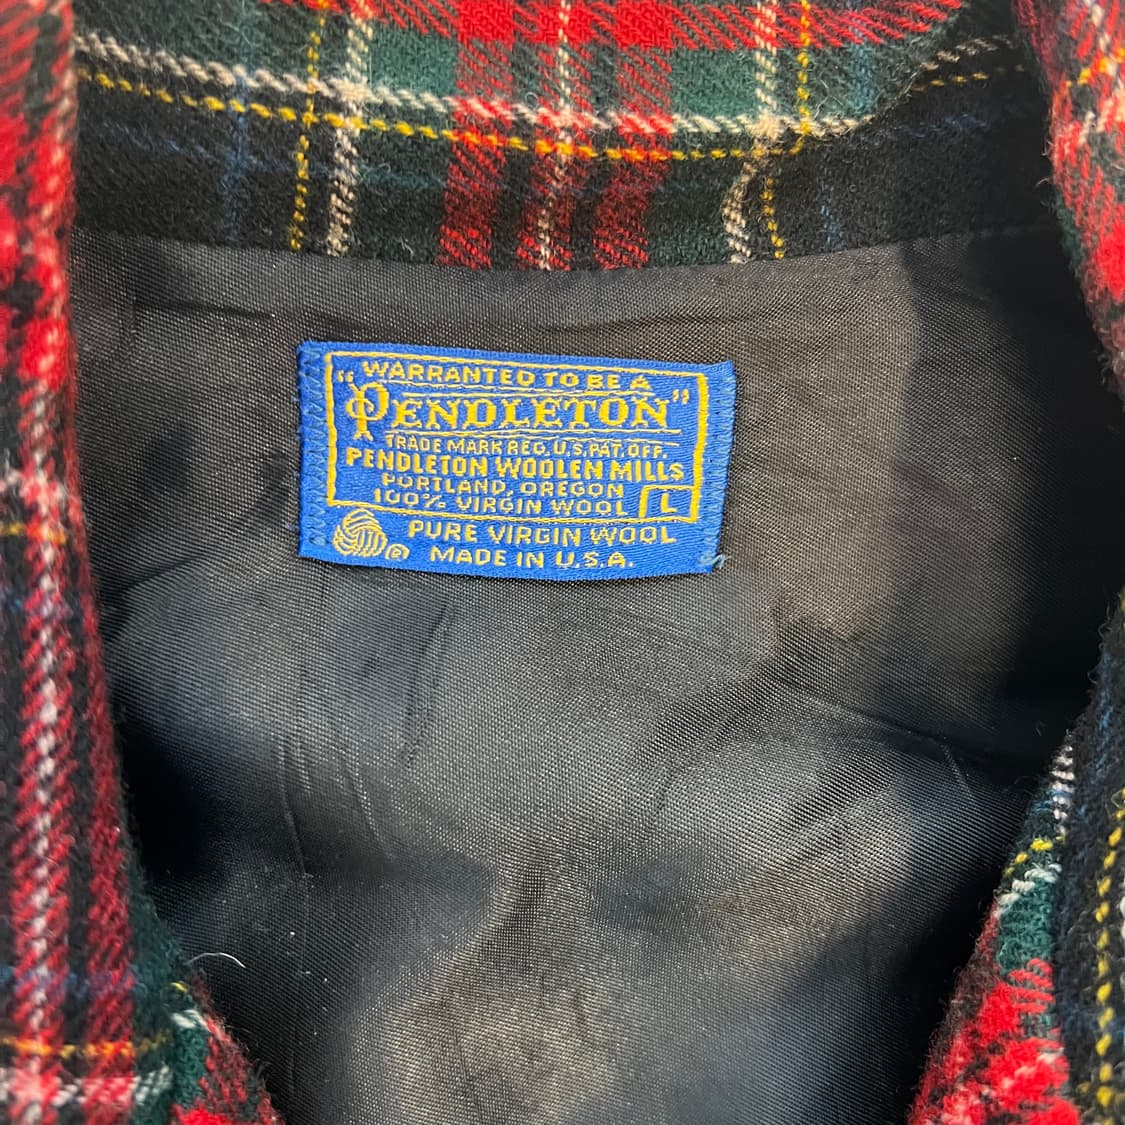 WARRANTED TO BE A
"PENDLETON"
TRADE MARK REG. U.S. PAT. OFF.
PENDLETON WOOLEN MILLS
PORTLAND, OREGON
100% VIRGIN WOOL L
PURE VIRGIN WOOL
® MADE IN U.S.A.